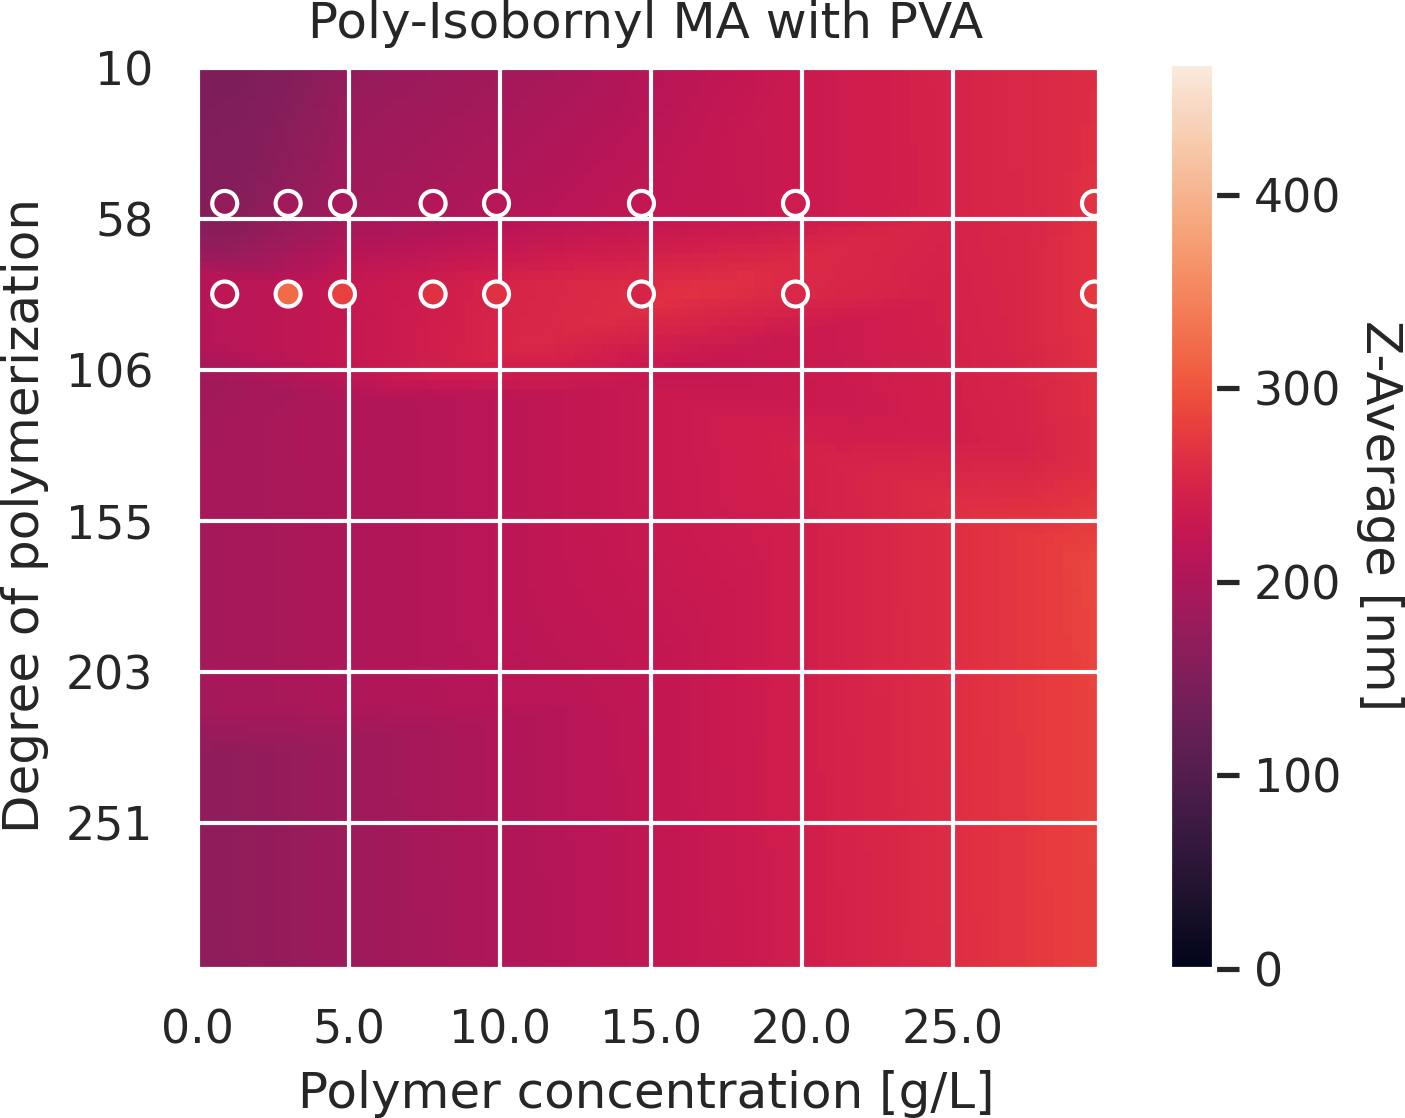 Poly-Isobornyl MA with PVA
10
58
106
155
203
251
Degree of polymerization
0.0 5.0 10.0 15.0 20.0 25.0
Polymer concentration [g/L]
400
300
200
100
0
Z-Average [nm]